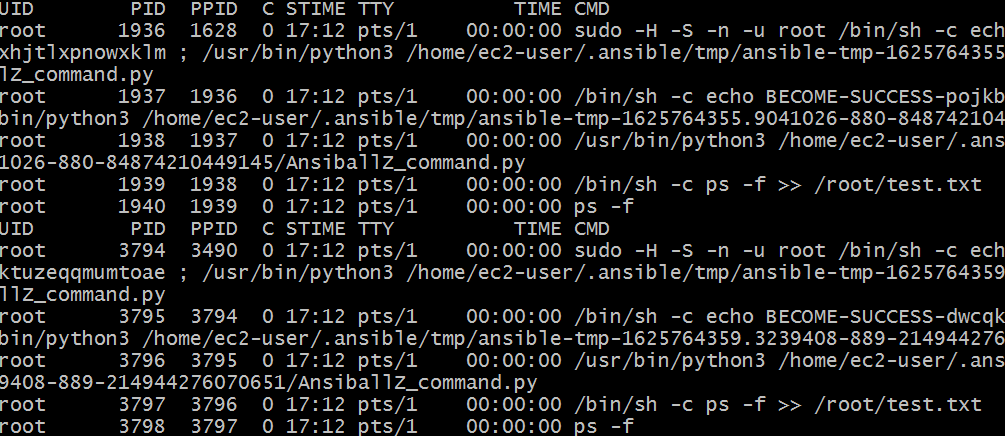 UID        PID  PPID  C STIME TTY          TIME CMD
root      1936  1628  0 17:12 pts/1    00:00:00 sudo -H -S -n -u root /bin/sh -c ech
xhjtlxpnowxklm ; /usr/bin/python3 /home/ec2-user/.ansible/tmp/ansible-tmp-1625764355
lZ_command.py
root      1937  1936  0 17:12 pts/1    00:00:00 /bin/sh -c echo BECOME-SUCCESS-pojkb
bin/python3 /home/ec2-user/.ansible/tmp/ansible-tmp-1625764355.9041026-880-848742104
root      1938  1937  0 17:12 pts/1    00:00:00 /usr/bin/python3 /home/ec2-user/.ans
1026-880-84874210449145/AnsiballZ_command.py
root      1939  1938  0 17:12 pts/1    00:00:00 /bin/sh -c ps -f >> /root/test.txt
root      1940  1939  0 17:12 pts/1    00:00:00 ps -f
UID        PID  PPID  C STIME TTY          TIME CMD
root      3794  3490  0 17:12 pts/1    00:00:00 sudo -H -S -n -u root /bin/sh -c ech
ktuzeqqmumtoae ; /usr/bin/python3 /home/ec2-user/.ansible/tmp/ansible-tmp-1625764359
llZ_command.py
root      3795  3794  0 17:12 pts/1    00:00:00 /bin/sh -c echo BECOME-SUCCESS-dwcqk
bin/python3 /home/ec2-user/.ansible/tmp/ansible-tmp-1625764359.3239408-889-214944276
root      3796  3795  0 17:12 pts/1    00:00:00 /usr/bin/python3 /home/ec2-user/.ans
9408-889-214944276070651/AnsiballZ_command.py
root      3797  3796  0 17:12 pts/1    00:00:00 /bin/sh -c ps -f >> /root/test.txt
root      3798  3797  0 17:12 pts/1    00:00:00 ps -f